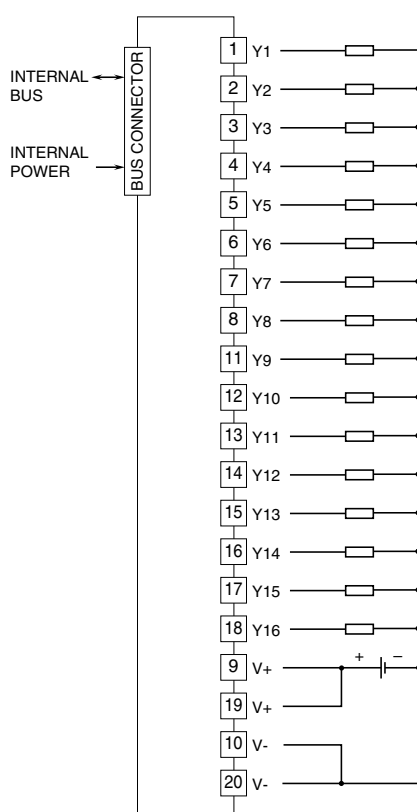 INTERNAL
BUS
INTERNAL
POWER
BUS CONNECTOR
1 Y1
2 Y2
3 Y3
4 Y4
5 Y5
6 Y6
7 Y7
8 Y8
11 Y9
12 Y10
13 Y11
14 Y12
15 Y13
16 Y14
17 Y15
18 Y16
9 V+ + –
19 V+
10 V-
20 V-